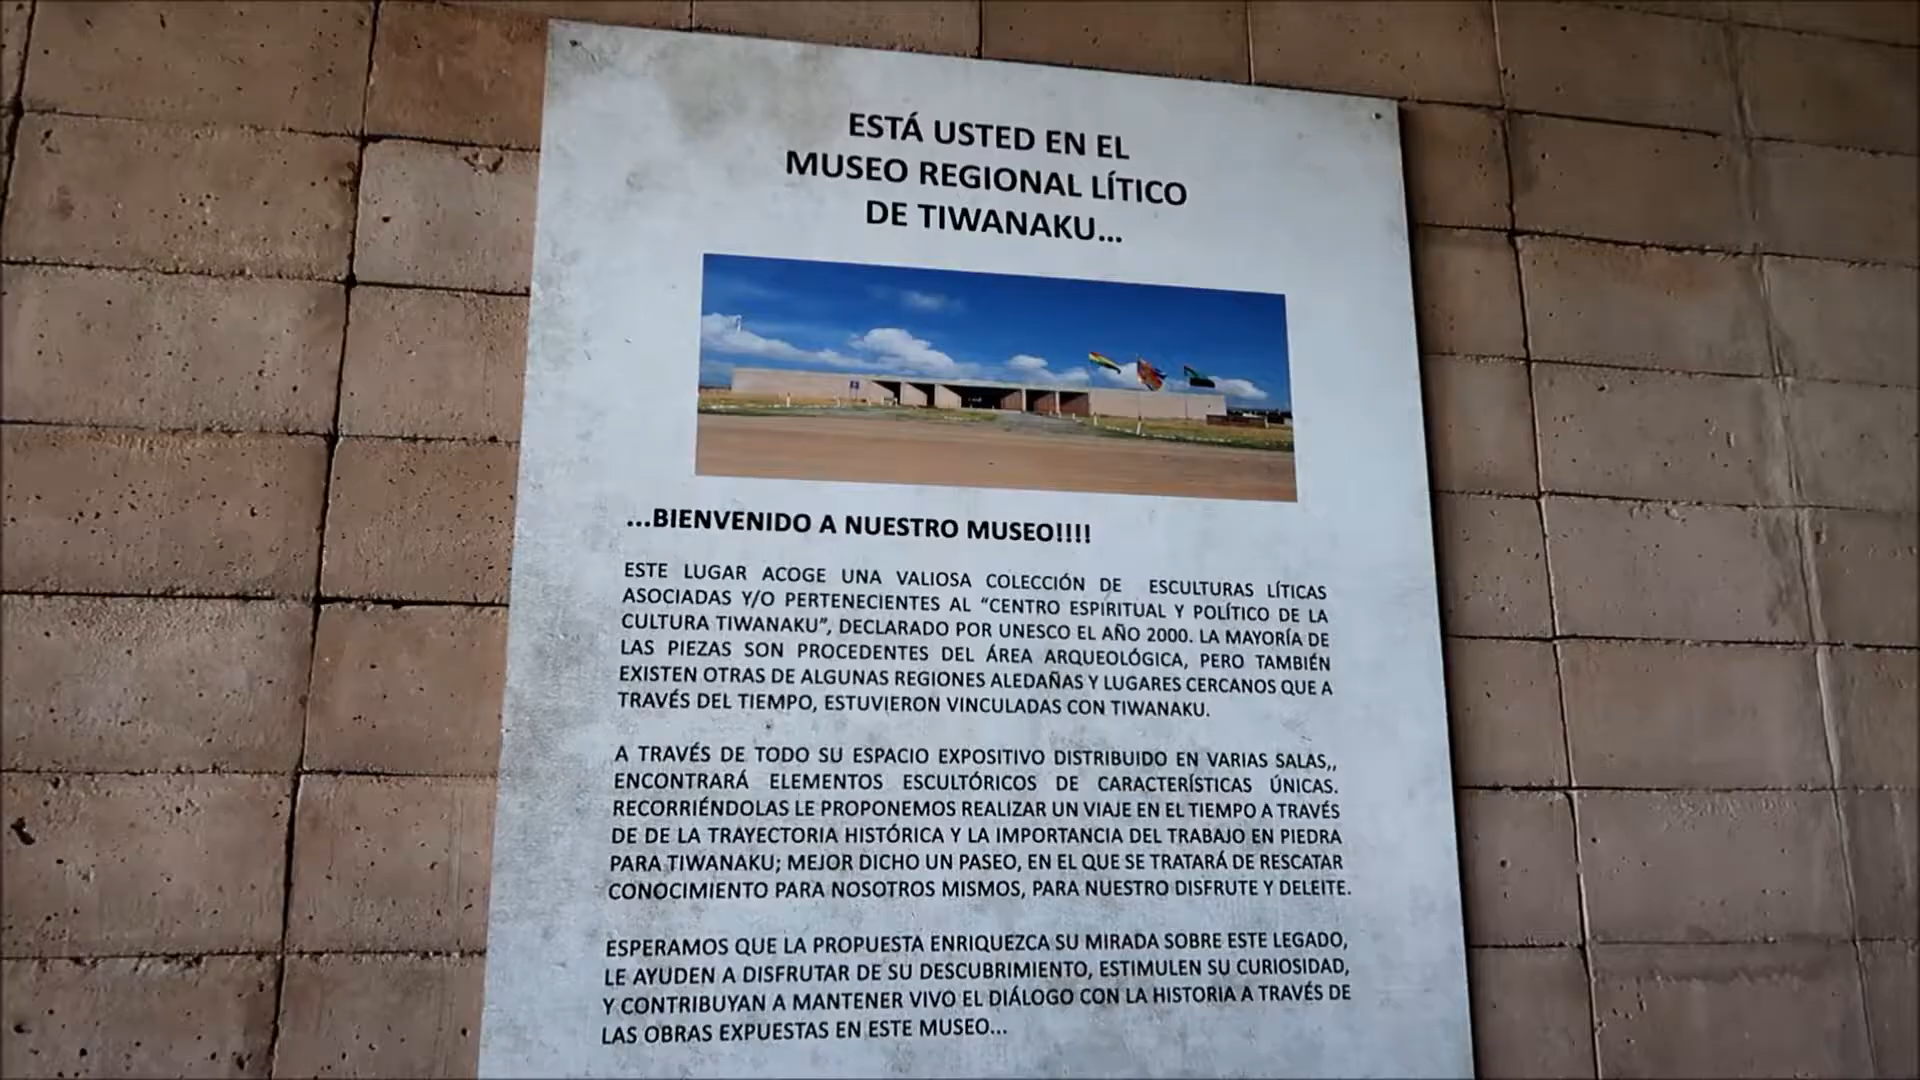 ESTÁ USTED EN EL
MUSEO REGIONAL LÍTICO
DE TIWANAKU...
...BIENVENIDO A NUESTRO MUSEO!!!!
ESTE LUGAR ACOGE UNA VALIOSA COLECCIÓN DE ESCULTURAS LÍTICAS
ASOCIADAS Y/O PERTENECIENTES AL “CENTRO ESPIRITUAL Y POLÍTICO DE LA
CULTURA TIWANAKU”, DECLARADO POR UNESCO EL AÑO 2000. LA MAYORÍA DE
LAS PIEZAS SON PROCEDENTES DEL ÁREA ARQUEOLÓGICA, PERO TAMBIÉN
EXISTEN OTRAS DE ALGUNAS REGIONES ALEDAÑAS Y LUGARES CERCANOS QUE A
TRAVÉS DEL TIEMPO, ESTUVIERON VINCULADAS CON TIWANAKU.
A TRAVÉS DE TODO SU ESPACIO EXPOSITIVO DISTRIBUIDO EN VARIAS SALAS,,
ENCONTRARÁ ELEMENTOS ESCULTÓRICOS DE CARACTERÍSTICAS ÚNICAS.
RECORRIÉNDOLAS LE PROPONEMOS REALIZAR UN VIAJE EN EL TIEMPO A TRAVÉS
DE DE LA TRAYECTORIA HISTÓRICA Y LA IMPORTANCIA DEL TRABAJO EN PIEDRA
PARA TIWANAKU; MEJOR DICHO UN PASEO, EN EL QUE SE TRATARÁ DE RESCATAR
CONOCIMIENTO PARA NOSOTROS MISMOS, PARA NUESTRO DISFRUTE Y DELEITE.
ESPERAMOS QUE LA PROPUESTA ENRIQUEZCA SU MIRADA SOBRE ESTE LEGADO,
LE AYUDEN A DISFRUTAR DE SU DESCUBRIMIENTO, ESTIMULEN SU CURIOSIDAD,
Y CONTRIBUYAN A MANTENER VIVO EL DIÁLOGO CON LA HISTORIA A TRAVÉS DE
LAS OBRAS EXPUESTAS EN ESTE MUSEO...